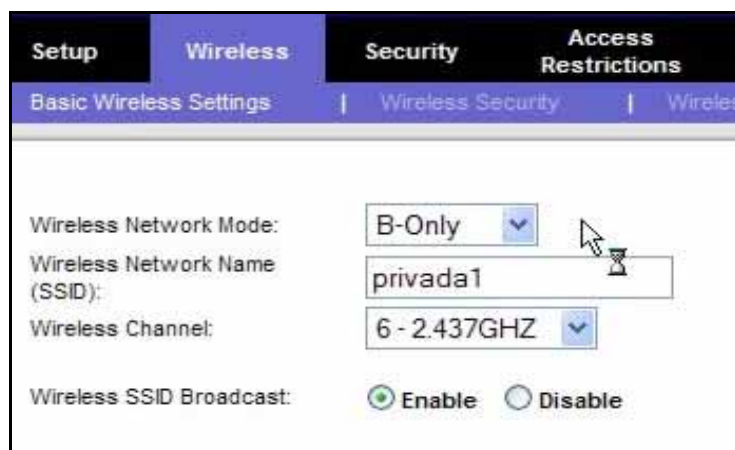 Setup Wireless Security Access Restrictions
Basic Wireless Settings | Wireless Security |
Wireless Network Mode: B-Only
Wireless Network Name (SSID): privada1
Wireless Channel: 6 - 2.437GHZ
Wireless SSID Broadcast: Enable Disable